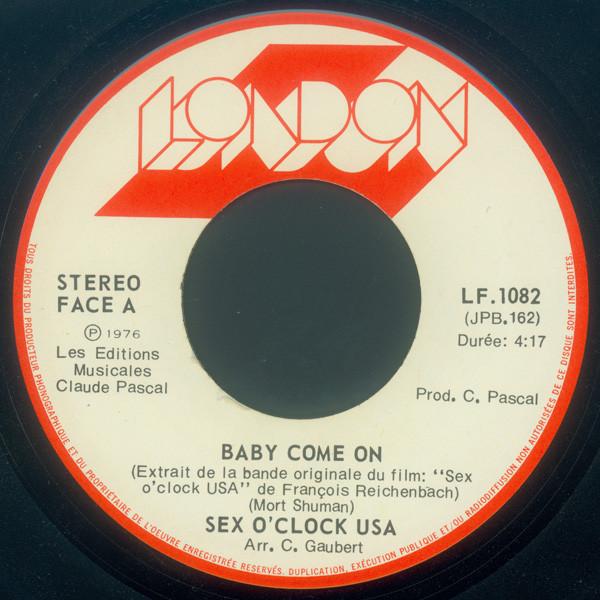 LONDON
STEREO
FACE A
Ⓟ 1976
Les Editions
Musicales
Claude Pascal
LF.1082
(JPB.162)
Durée: 4:17
Prod. C. Pascal
BABY COME ON
(Extrait de la bande originale du film: “Sex
o’clock USA” de François Reichenbach)
(Mort Shuman)
SEX O’CLOCK USA
Arr. C. Gaubert
TOUS DROITS DU PRODUCTEUR PHONOGRAPHIQUE ET DU PROPRIÉTAIRE DE L’OEUVRE ENREGISTRÉE RESERVÉS. DUPLICATION, EXÉCUTION PUBLIQUE ET/OU RADIODIFFUSION NON AUTORISÉES DE CE DISQUE SONT INTERDITES.